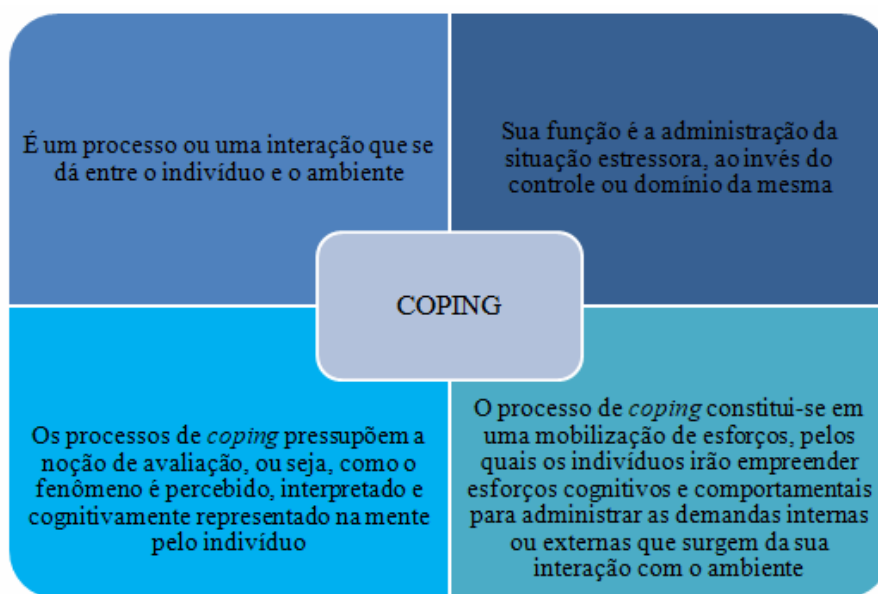 É um processo ou uma interação que se
dá entre o indivíduo e o ambiente
Sua função é a administração da
situação estressora, ao invés do
controle ou domínio da mesma
COPING
Os processos de coping pressupõem a
noção de avaliação, ou seja, como o
fenômeno é percebido, interpretado e
cognitivamente representado na mente
pelo indivíduo
O processo de coping constitui-se em
uma mobilização de esforços, pelos
quais os indivíduos irão empreender
esforços cognitivos e comportamentais
para administrar as demandas internas
ou externas que surgem da sua
interação com o ambiente